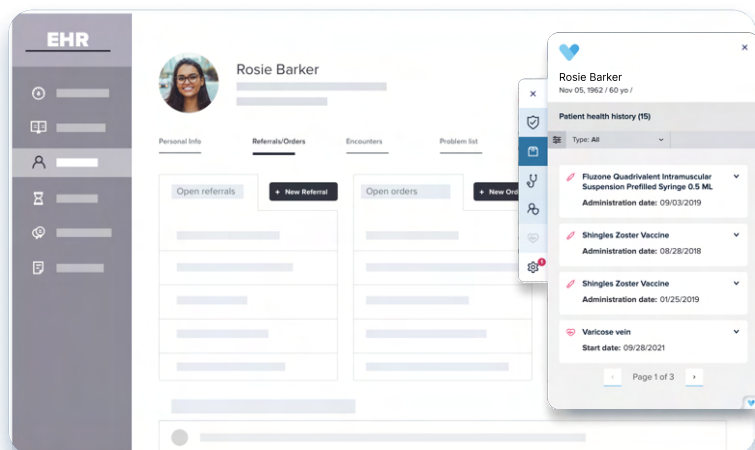 EHR
Rosie Barker
Personal Info
Referrals/Orders
Encounters
Problem list
Open referrals
+ New Referral
Open orders
+ New Ord
1
Rosie Barker
Nov 05, 1962 / 60 yo /
Patient health history (15)
Type: All
Fluzone Quadrivalent Intramuscular
Suspension Prefilled Syringe 0.5 ML
Administration date: 09/03/2019
Shingles Zoster Vaccine
Administration date: 08/28/2018
Shingles Zoster Vaccine
Administration date: 01/25/2019
Varicose vein
Start date: 09/28/2021
Page 1 of 3